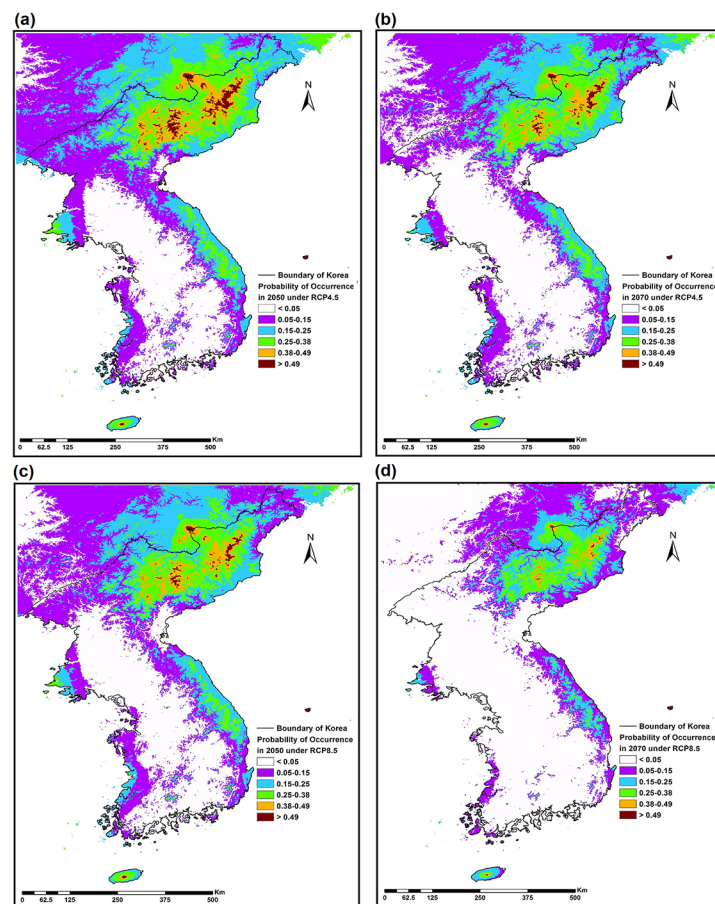 (a)
N
Boundary of Korea
Probability of Occurrence
in 2050 under RCP4.5
< 0.05
0.05-0.15
0.15-0.25
0.25-0.38
0.38-0.49
> 0.49
Km
0 62.5 125 250 375 500
(b)
N
Boundary of Korea
Probability of Occurrence
in 2070 under RCP4.5
< 0.05
0.05-0.15
0.15-0.25
0.25-0.38
0.38-0.49
> 0.49
Km
0 62.5 125 250 375 500
(c)
N
Boundary of Korea
Probability of Occurrence
in 2050 under RCP8.5
< 0.05
0.05-0.15
0.15-0.25
0.25-0.38
0.38-0.49
> 0.49
Km
0 62.5 125 250 375 500
(d)
N
Boundary of Korea
Probability of Occurrence
in 2070 under RCP8.5
< 0.05
0.05-0.15
0.15-0.25
0.25-0.38
0.38-0.49
> 0.49
Km
0 62.5 125 250 375 500